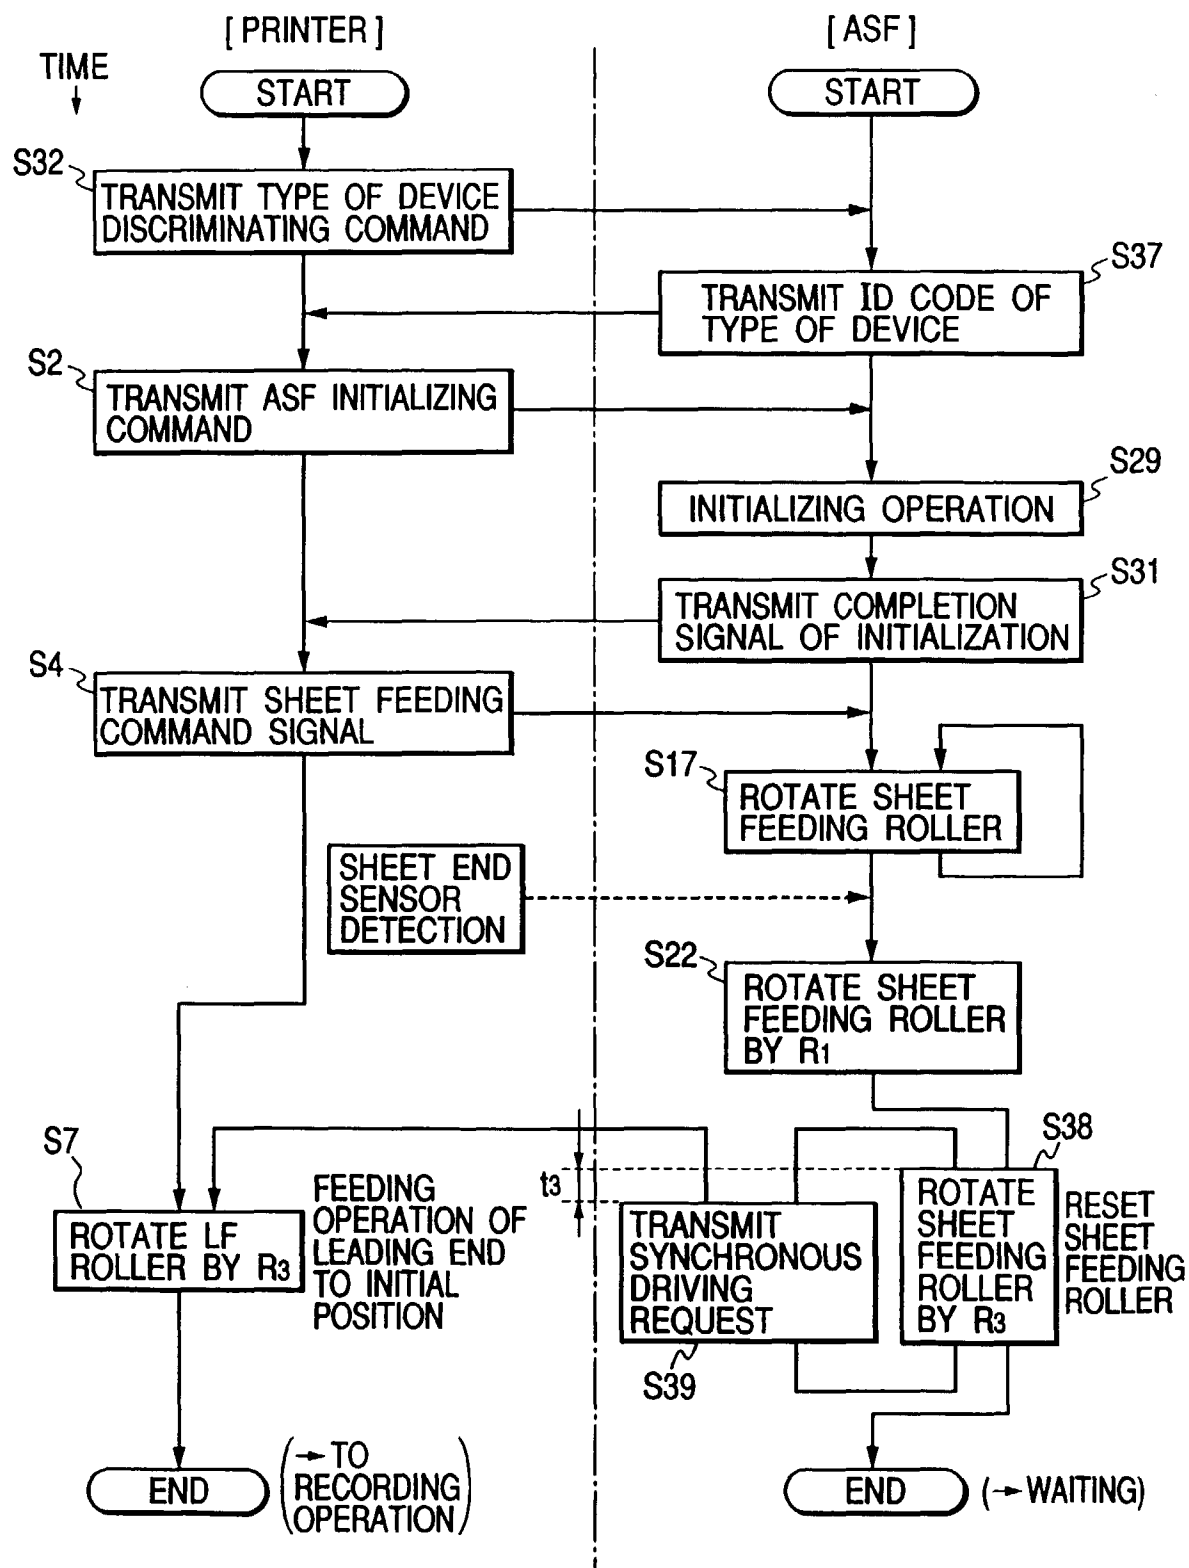 [ PRINTER ]
[ ASF ]
TIME
START
START
S32
TRANSMIT TYPE OF DEVICE
DISCRIMINATING COMMAND
S37
TRANSMIT ID CODE OF
TYPE OF DEVICE
S2
TRANSMIT ASF INITIALIZING
COMMAND
S29
INITIALIZING OPERATION
S31
TRANSMIT COMPLETION
SIGNAL OF INITIALIZATION
S4
TRANSMIT SHEET FEEDING
COMMAND SIGNAL
S17
ROTATE SHEET
FEEDING ROLLER
SHEET END
SENSOR
DETECTION
S22
ROTATE SHEET
FEEDING ROLLER
BY R1
S7
ROTATE LF
ROLLER BY R3
FEEDING
OPERATION OF
LEADING END
TO INITIAL
POSITION
t3
TRANSMIT
SYNCHRONOUS
DRIVING
REQUEST
S39
S38
ROTATE
SHEET
FEEDING
ROLLER
BY R3
RESET
SHEET
FEEDING
ROLLER
END
(→ TO
RECORDING
OPERATION)
END
(→ WAITING)